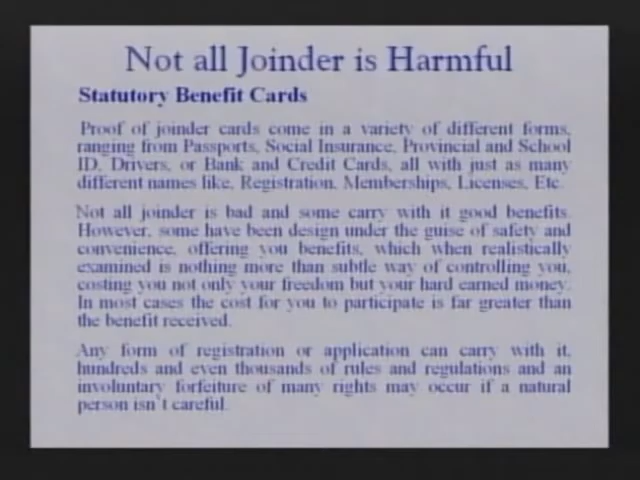 Not all Joinder is Harmful
Statutory Benefit Cards
Proof of joinder cards come in a variety of different forms,
ranging from Passports, Social Insurance, Provincial and School
ID, Drivers, or Bank and Credit Cards, all with just as many
different names like, Registration, Memberships, Licenses, Etc.
Not all joinder is bad and some carry with it good benefits.
However, some have been design under the guise of safety and
convenience, offering you benefits, which when realistically
examined is nothing more than subtle way of controlling you,
costing you not only your freedom but your hard earned money.
In most cases the cost for you to participate is far greater than
the benefit received.
Any form of registration or application can carry with it,
hundreds and even thousands of rules and regulations and an
involuntary forfeiture of many rights may occur if a natural
person isn't careful.